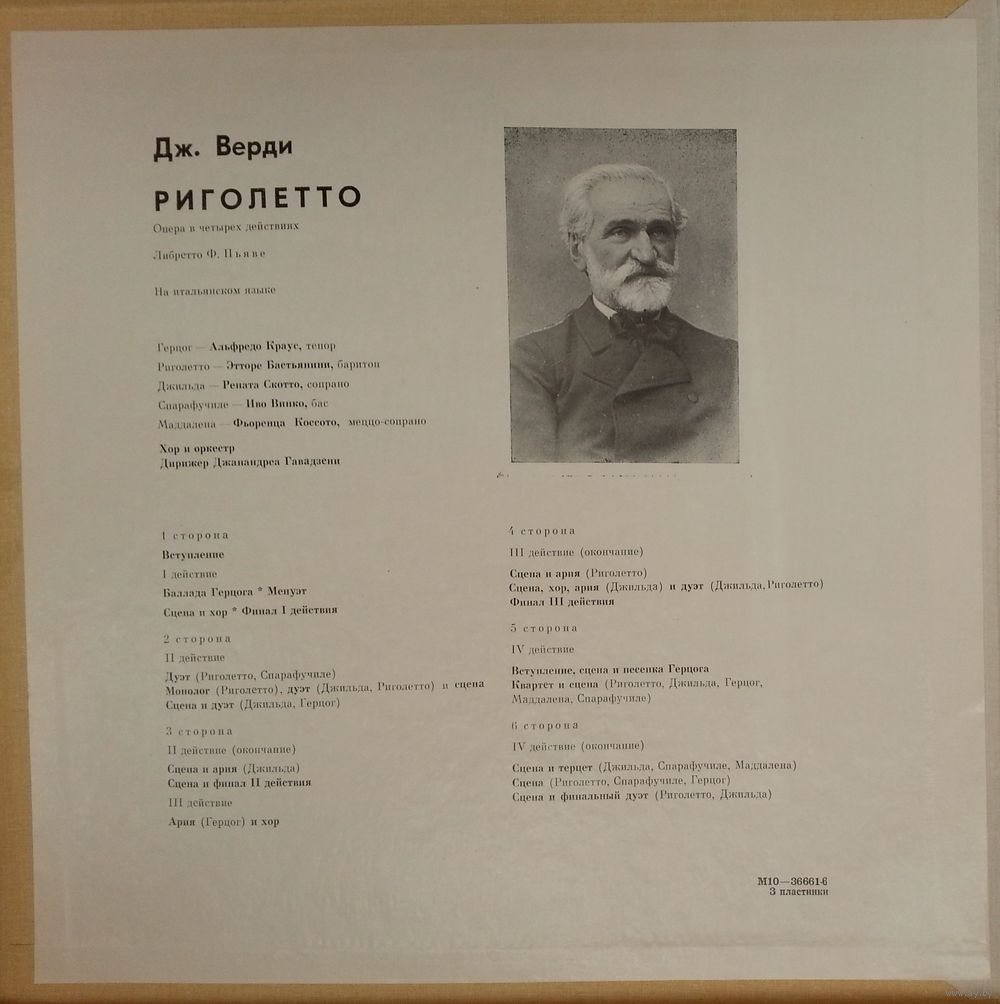 Дж. Верди
РИГОЛЕТТО
Опера в четырех действиях
Либретто Ф. Пьяве
На итальянском языке
Герцог — Альфредо Краус, тенор
Риголетто — Этторе Бастьянини, баритон
Джильда — Рената Скотто, сопрано
Спарафучиле — Иво Винко, бас
Маддалена — Фьоренца Коссото, меццо-сопрано
Хор и оркестр
Дирижер Джанандреа Гавадзени
1 сторона
Вступление
I действие
Баллада Герцога * Менуэт
Сцена и хор * Финал I действия
2 сторона
II действие
Дуэт (Риголетто, Спарафучиле)
Монолог (Риголетто), дуэт (Джильда, Риголетто) и сцена
Сцена и дуэт (Джильда, Герцог)
3 сторона
II действие (окончание)
Сцена и ария (Джильда)
Сцена и финал II действия
III действие
Ария (Герцог) и хор
4 сторона
III действие (окончание)
Сцена и ария (Риголетто)
Сцена, хор, ария (Джильда) и дуэт (Джильда, Риголетто)
Финал III действия
5 сторона
IV действие
Вступление, сцена и песенка Герцога
Квартет и сцена (Риголетто, Джильда, Герцог,
Маддалена, Спарафучиле)
6 сторона
IV действие (окончание)
Сцена и терцет (Джильда, Спарафучиле, Маддалена)
Сцена (Риголетто, Спарафучиле, Герцог)
Сцена и финальный дуэт (Риголетто, Джильда)
М10—36661-6
3 пластинки